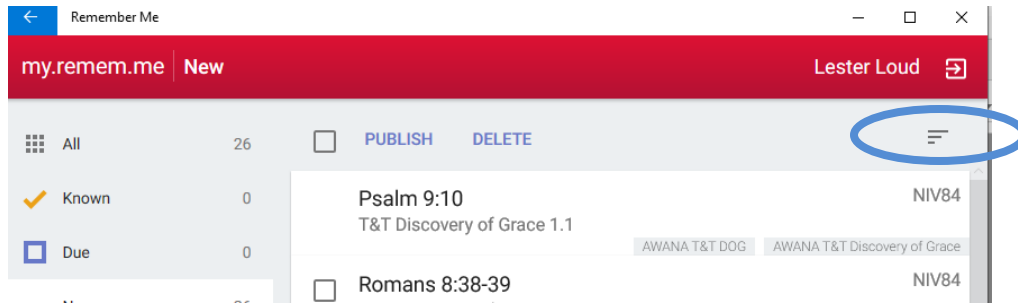 Remember Me
my.remem.me New Lester Loud
All 26
PUBLISH DELETE
Known 0
Due 0
Psalm 9:10 NIV84
T&T Discovery of Grace 1.1
AWANA T&T DOG AWANA T&T Discovery of Grace
Romans 8:38-39 NIV84